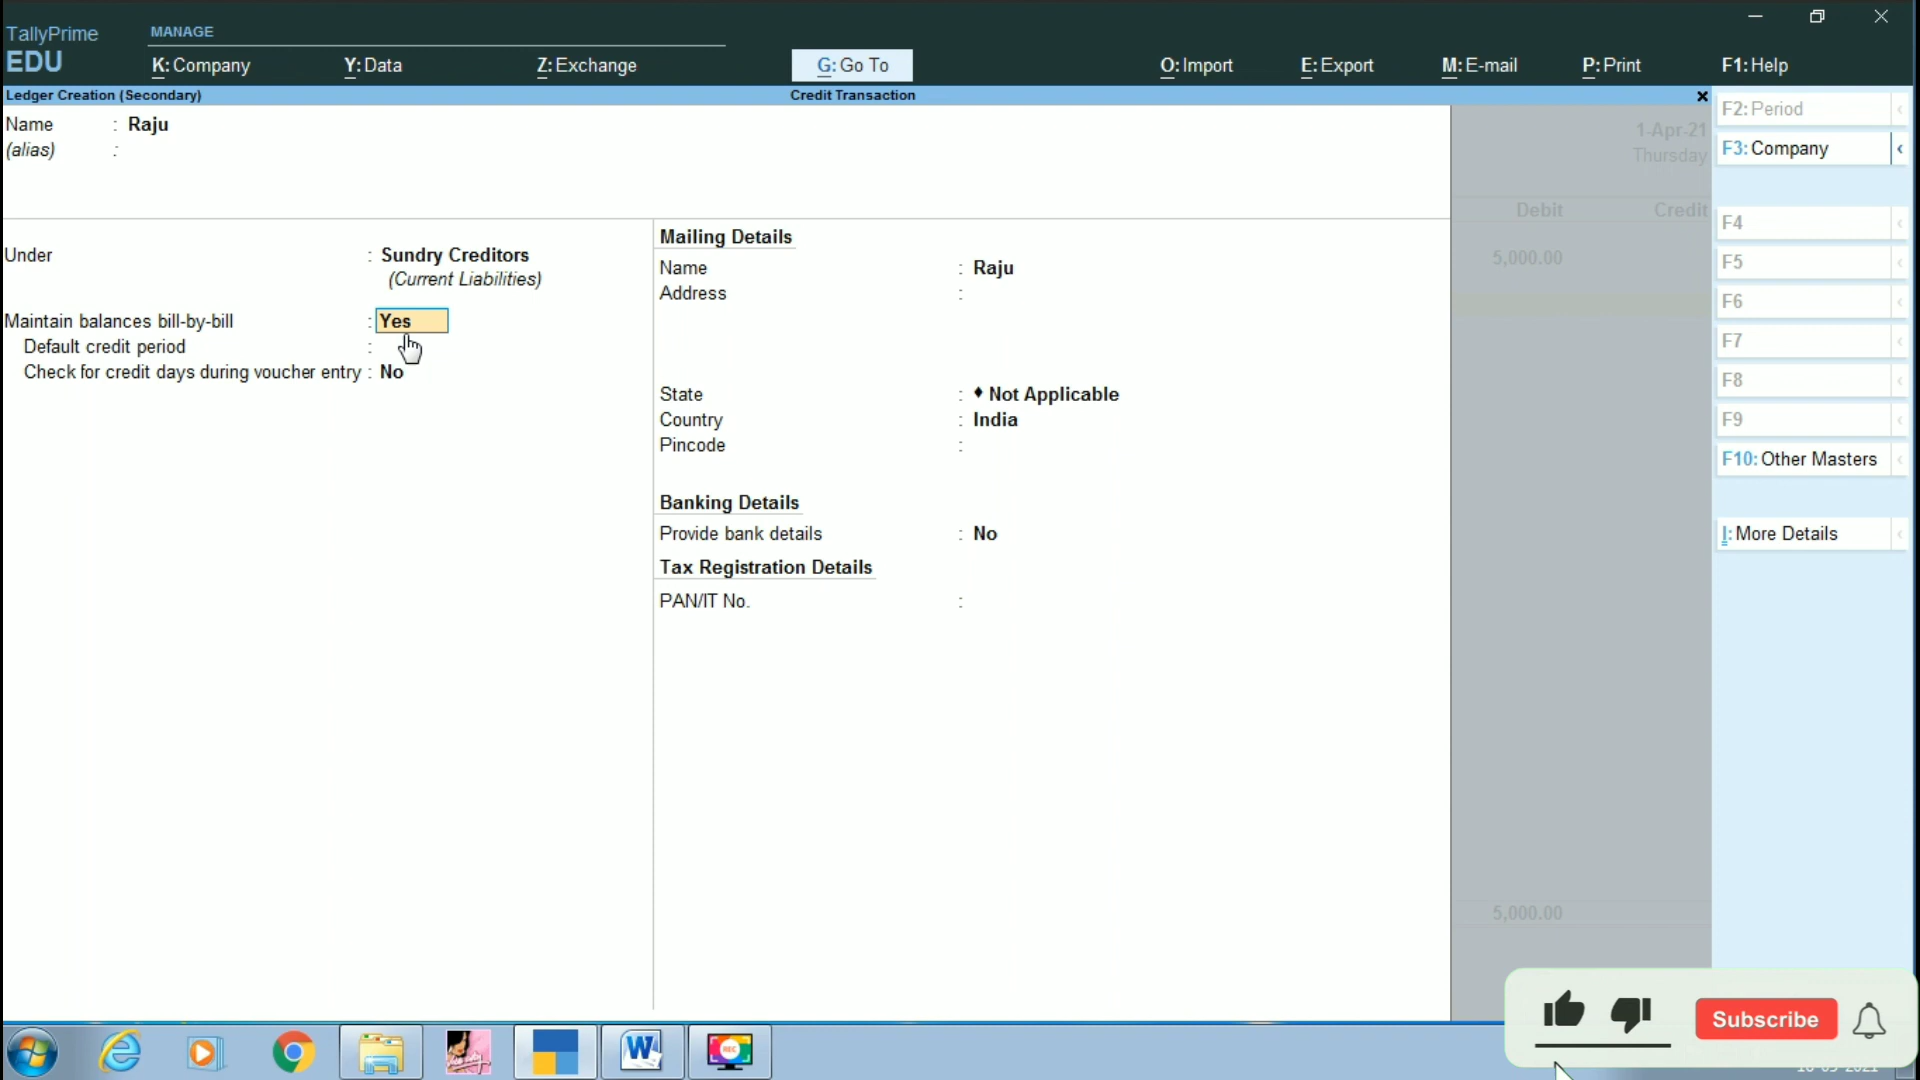 TallyPrime
EDU
MANAGE
K: Company
Y: Data
Z: Exchange
G: Go To
O: Import
E: Export
M: E-mail
P: Print
F1: Help
Ledger Creation (Secondary)
Credit Transaction
Name : Raju
(alias) :
Under : Sundry Creditors
(Current Liabilities)
Maintain balances bill-by-bill : Yes
Default credit period :
Check for credit days during voucher entry : No
Mailing Details
Name : Raju
Address :
State : ♦ Not Applicable
Country : India
Pincode :
Banking Details
Provide bank details : No
Tax Registration Details
PAN/IT No. :
1-Apr-21
Thursday
Debit Credit
5,000.00
5,000.00
F2: Period
F3: Company
F4
F5
F6
F7
F8
F9
F10: Other Masters
I: More Details
Subscribe
REC